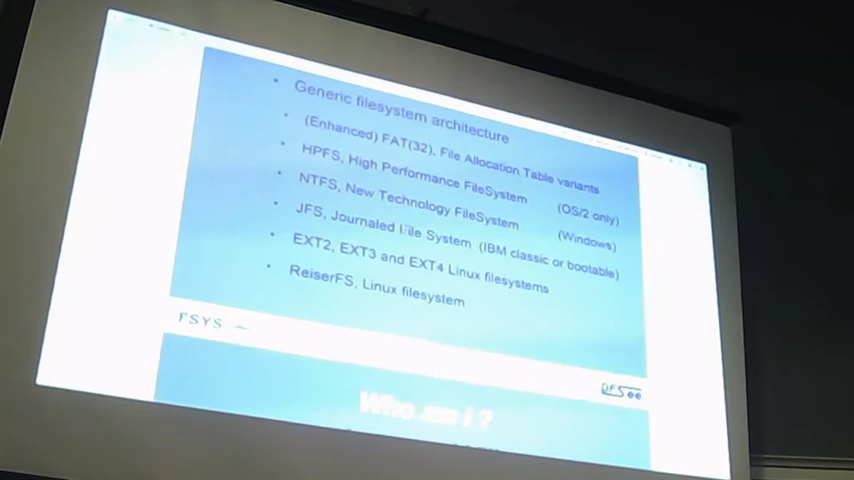 Generic filesystem architecture
(Enhanced) FAT(32), File Allocation Table variants
HPFS, High Performance FileSystem (OS/2 only)
NTFS, New Technology FileSystem (Windows)
JFS, Journaled File System (IBM classic or bootable)
EXT2, EXT3 and EXT4 Linux filesystems
ReiserFS, Linux filesystem
FSYS
Who am I ?